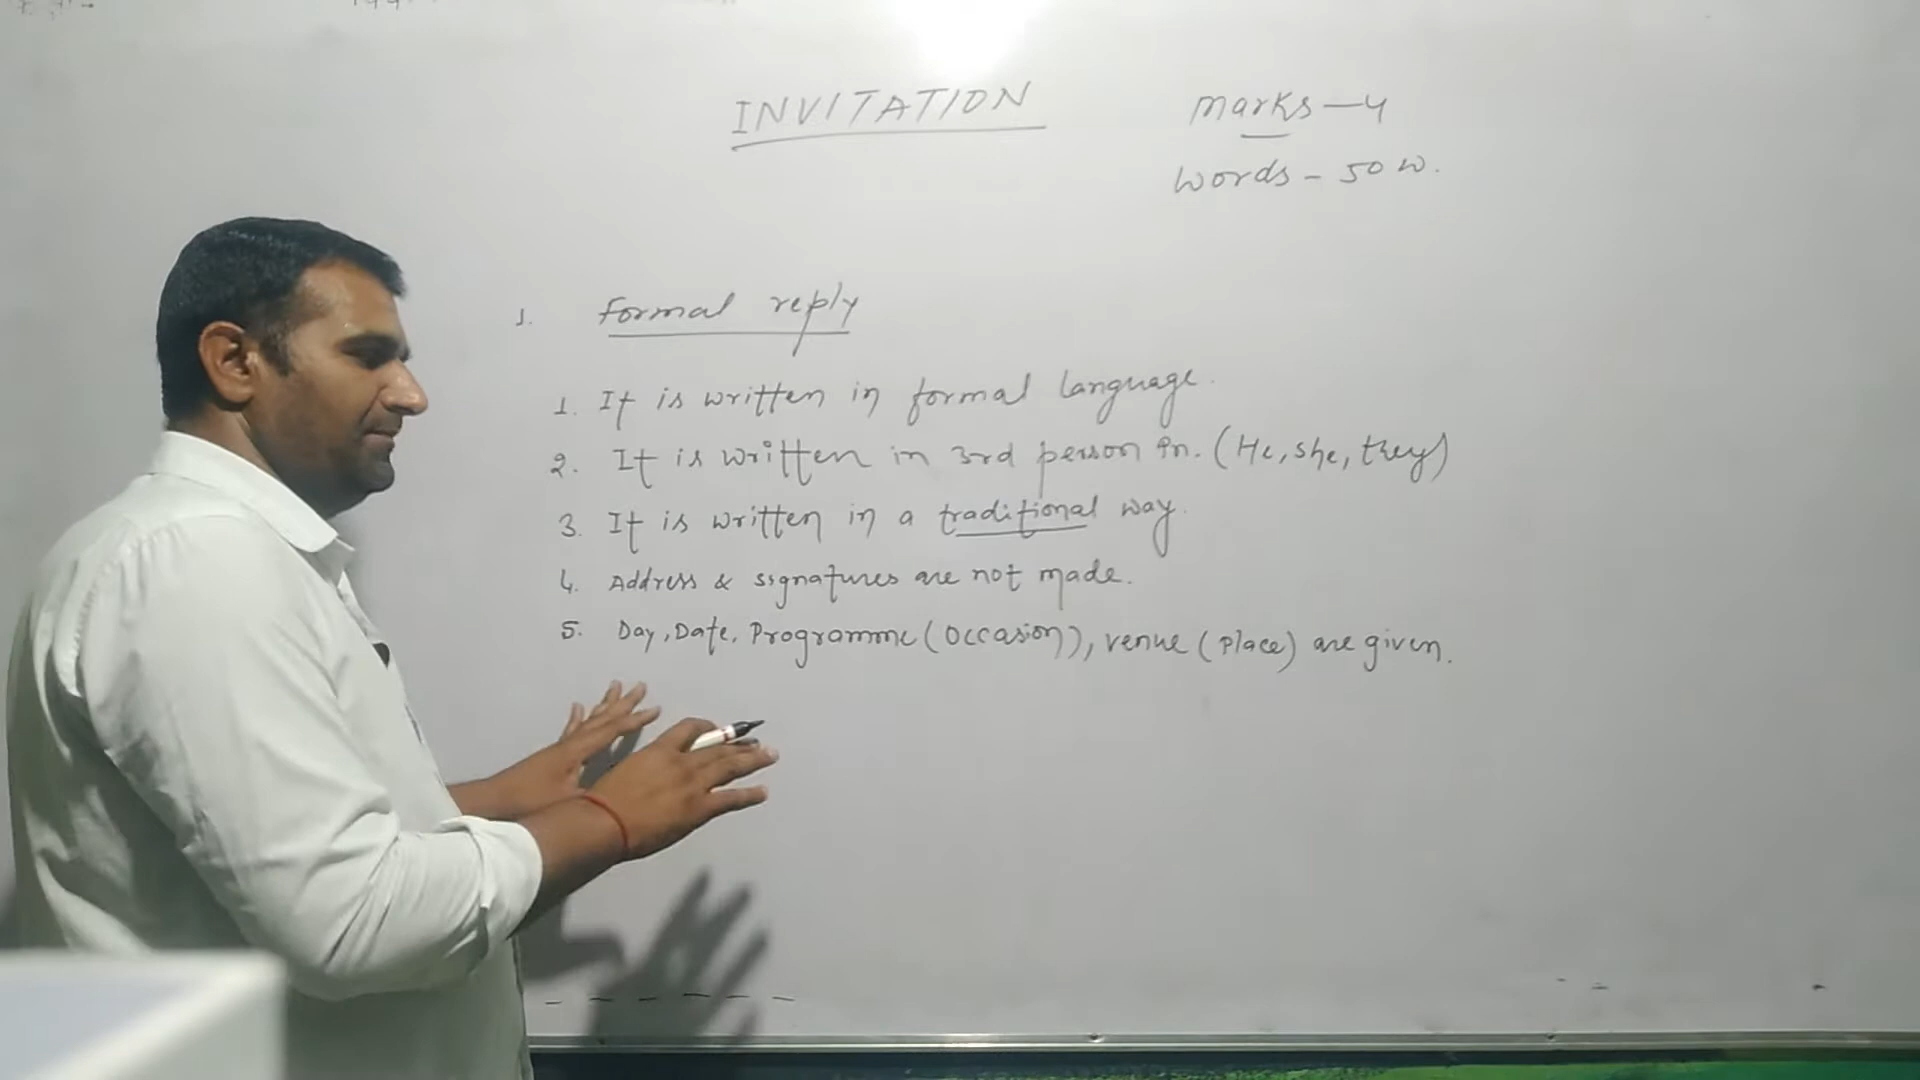 INVITATION
Marks - 4
Words - 50 W.
1. Formal reply
1. It is written in formal language.
2. It is written in 3rd person Pn. (He, she, they)
3. It is written in a traditional way.
4. Address & signatures are not made.
5. Day, Date, Programme (Occasion), venue (place) are given.